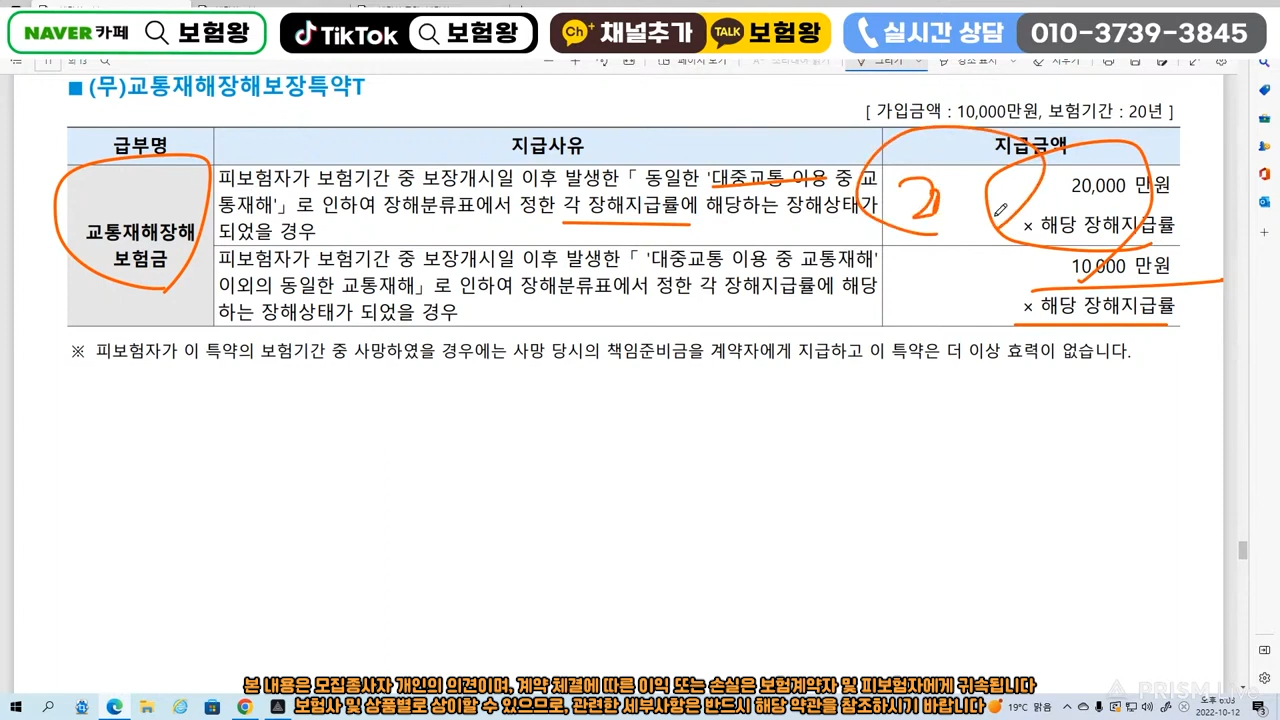 NAVER 카페 보험왕
TikTok 보험왕
Ch+ 채널추가 TALK 보험왕
실시간 상담 010-3739-3845
■ (무)교통재해장해보장특약T
[ 가입금액 : 10,000만원, 보험기간 : 20년 ]
급부명 지급사유 지급금액
교통재해장해
보험금
피보험자가 보험기간 중 보장개시일 이후 발생한「 동일한 '대중교통 이용 중 교
통재해'」로 인하여 장해분류표에서 정한 각 장해지급률에 해당하는 장해상태가
되었을 경우
20,000 만원
× 해당 장해지급률
피보험자가 보험기간 중 보장개시일 이후 발생한「 '대중교통 이용 중 교통재해'
이외의 동일한 교통재해」로 인하여 장해분류표에서 정한 각 장해지급률에 해당
하는 장해상태가 되었을 경우
10,000 만원
× 해당 장해지급률
※ 피보험자가 이 특약의 보험기간 중 사망하였을 경우에는 사망 당시의 책임준비금을 계약자에게 지급하고 이 특약은 더 이상 효력이 없습니다.
본 내용은 모집종사자 개인의 의견이며, 계약 체결에 따른 이익 또는 손실은 보험계약자 및 피보험자에게 귀속됩니다
보험사 및 상품별로 상이할 수 있으므로, 관련한 세부사항은 반드시 해당 약관을 참조하시기 바랍니다
PRISM Live
19℃ 맑음
오후 6:03
2022-10-12